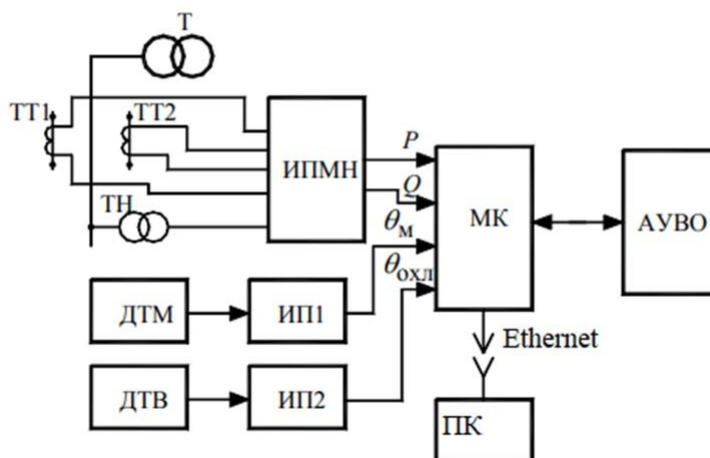 Т
ТТ1
ТТ2
ИПМН
P
Q
ТН
θм
θохл
МК
АУВО
ДТМ
ИП1
Ethernet
ДТВ
ИП2
ПК